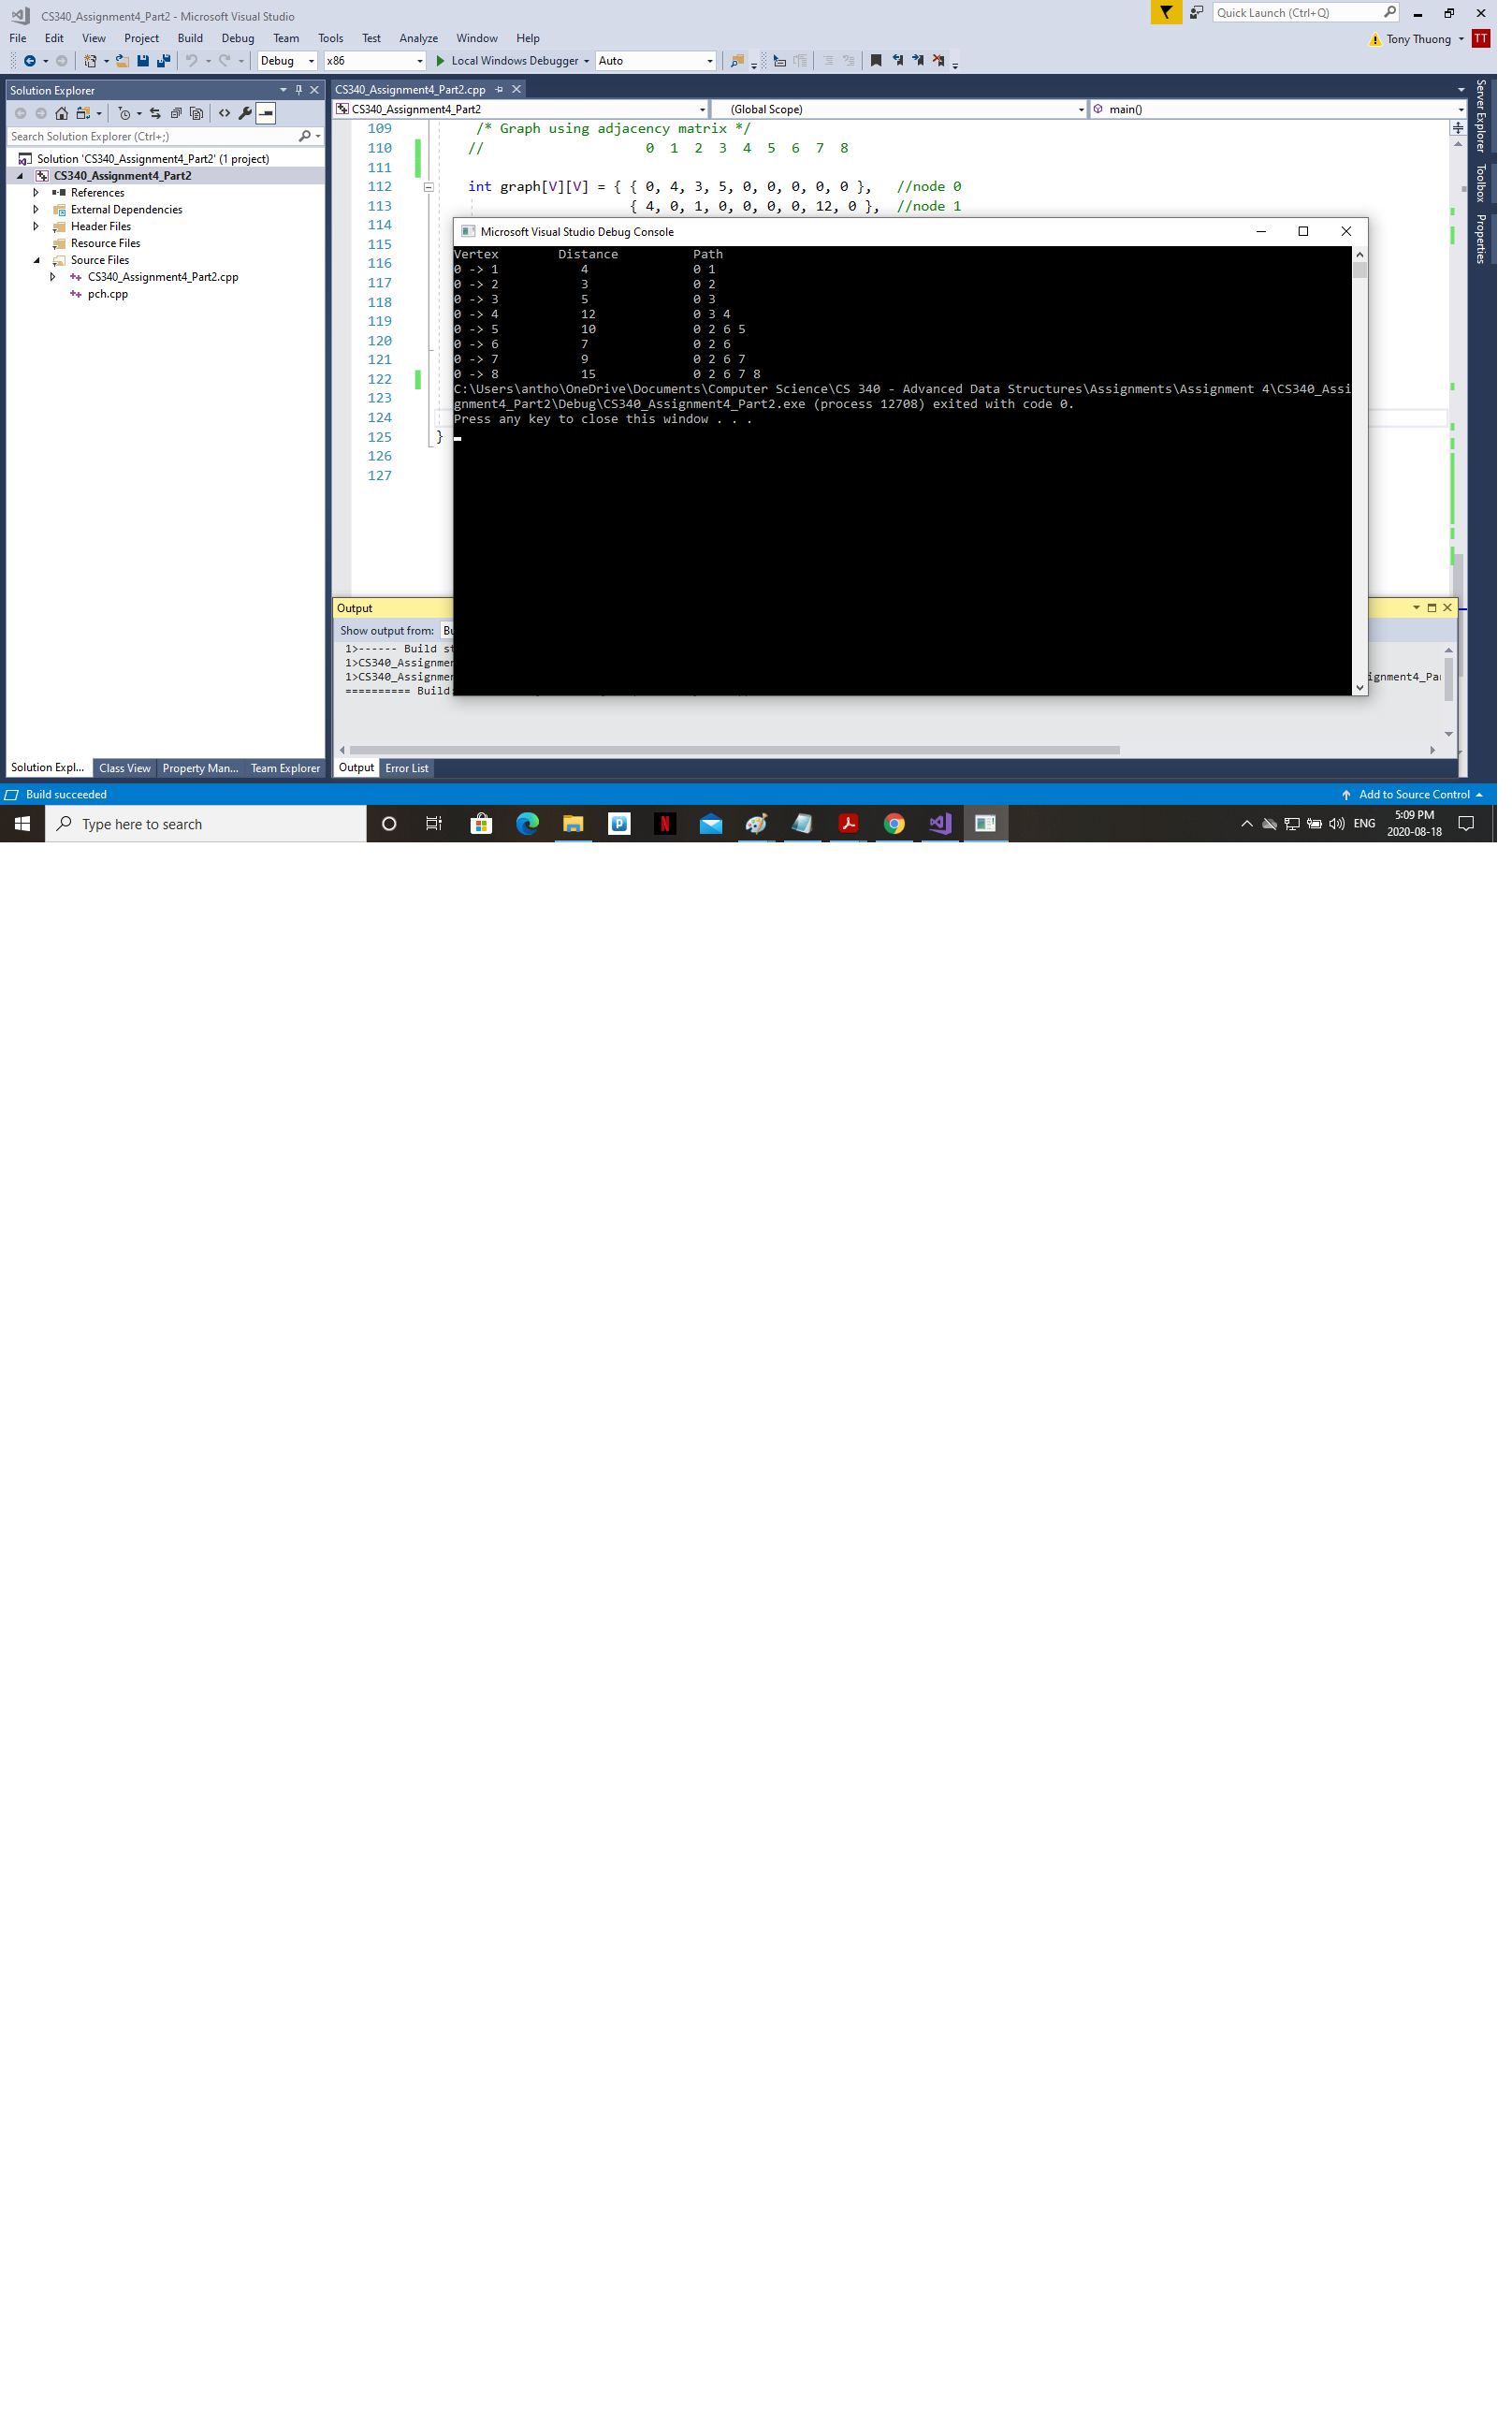 CS340_Assignment4_Part2 - Microsoft Visual Studio
Quick Launch (Ctrl+Q)
File Edit View Project Build Debug Team Tools Test Analyze Window Help
Tony Thuong TT
Debug x86 Local Windows Debugger Auto
Solution Explorer
Search Solution Explorer (Ctrl+;)
Solution 'CS340_Assignment4_Part2' (1 project)
CS340_Assignment4_Part2
References
External Dependencies
Header Files
Resource Files
Source Files
CS340_Assignment4_Part2.cpp
pch.cpp
Solution Expl... Class View Property Man... Team Explorer
CS340_Assignment4_Part2.cpp
CS340_Assignment4_Part2 (Global Scope) main()
109 /* Graph using adjacency matrix */
110 // 0 1 2 3 4 5 6 7 8
111
112 int graph[V][V] = { { 0, 4, 3, 5, 0, 0, 0, 0, 0 }, //node 0
113 { 4, 0, 1, 0, 0, 0, 0, 12, 0 }, //node 1
114
115
116
117
118
119
120
121
122
123
124
125 }
126
127
Microsoft Visual Studio Debug Console
Vertex Distance Path
0 -> 1 4 0 1
0 -> 2 3 0 2
0 -> 3 5 0 3
0 -> 4 12 0 3 4
0 -> 5 10 0 2 6 5
0 -> 6 7 0 2 6
0 -> 7 9 0 2 6 7
0 -> 8 15 0 2 6 7 8
C:\Users\antho\OneDrive\Documents\Computer Science\CS 340 - Advanced Data Structures\Assignments\Assignment 4\CS340_Assi
gnment4_Part2\Debug\CS340_Assignment4_Part2.exe (process 12708) exited with code 0.
Press any key to close this window . . .
Output
Show output from:
1>------ Build
1>CS340_Assignmen
1>CS340_Assignmen ignment4_Pa
========== Build:
Output Error List
Server Explorer
Toolbox
Properties
Build succeeded Add to Source Control
Type here to search
ENG
5:09 PM
2020-08-18